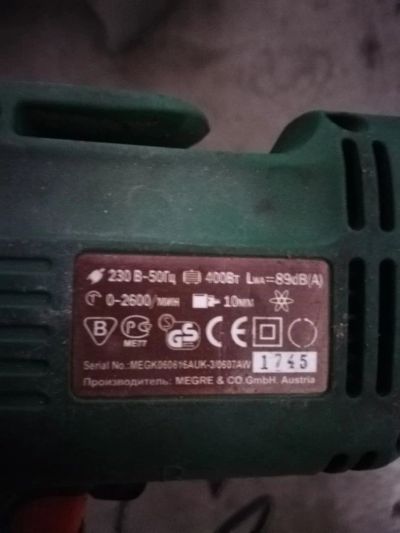 230 В~50Гц 400Вт LWA=89dB(A)
0-2600/мин 10мм
B PC GS CE
ME77
Serial No.:MEGK060616AUK-3/0607AW 1745
Производитель: MEGRE & CO.GmbH. Austria